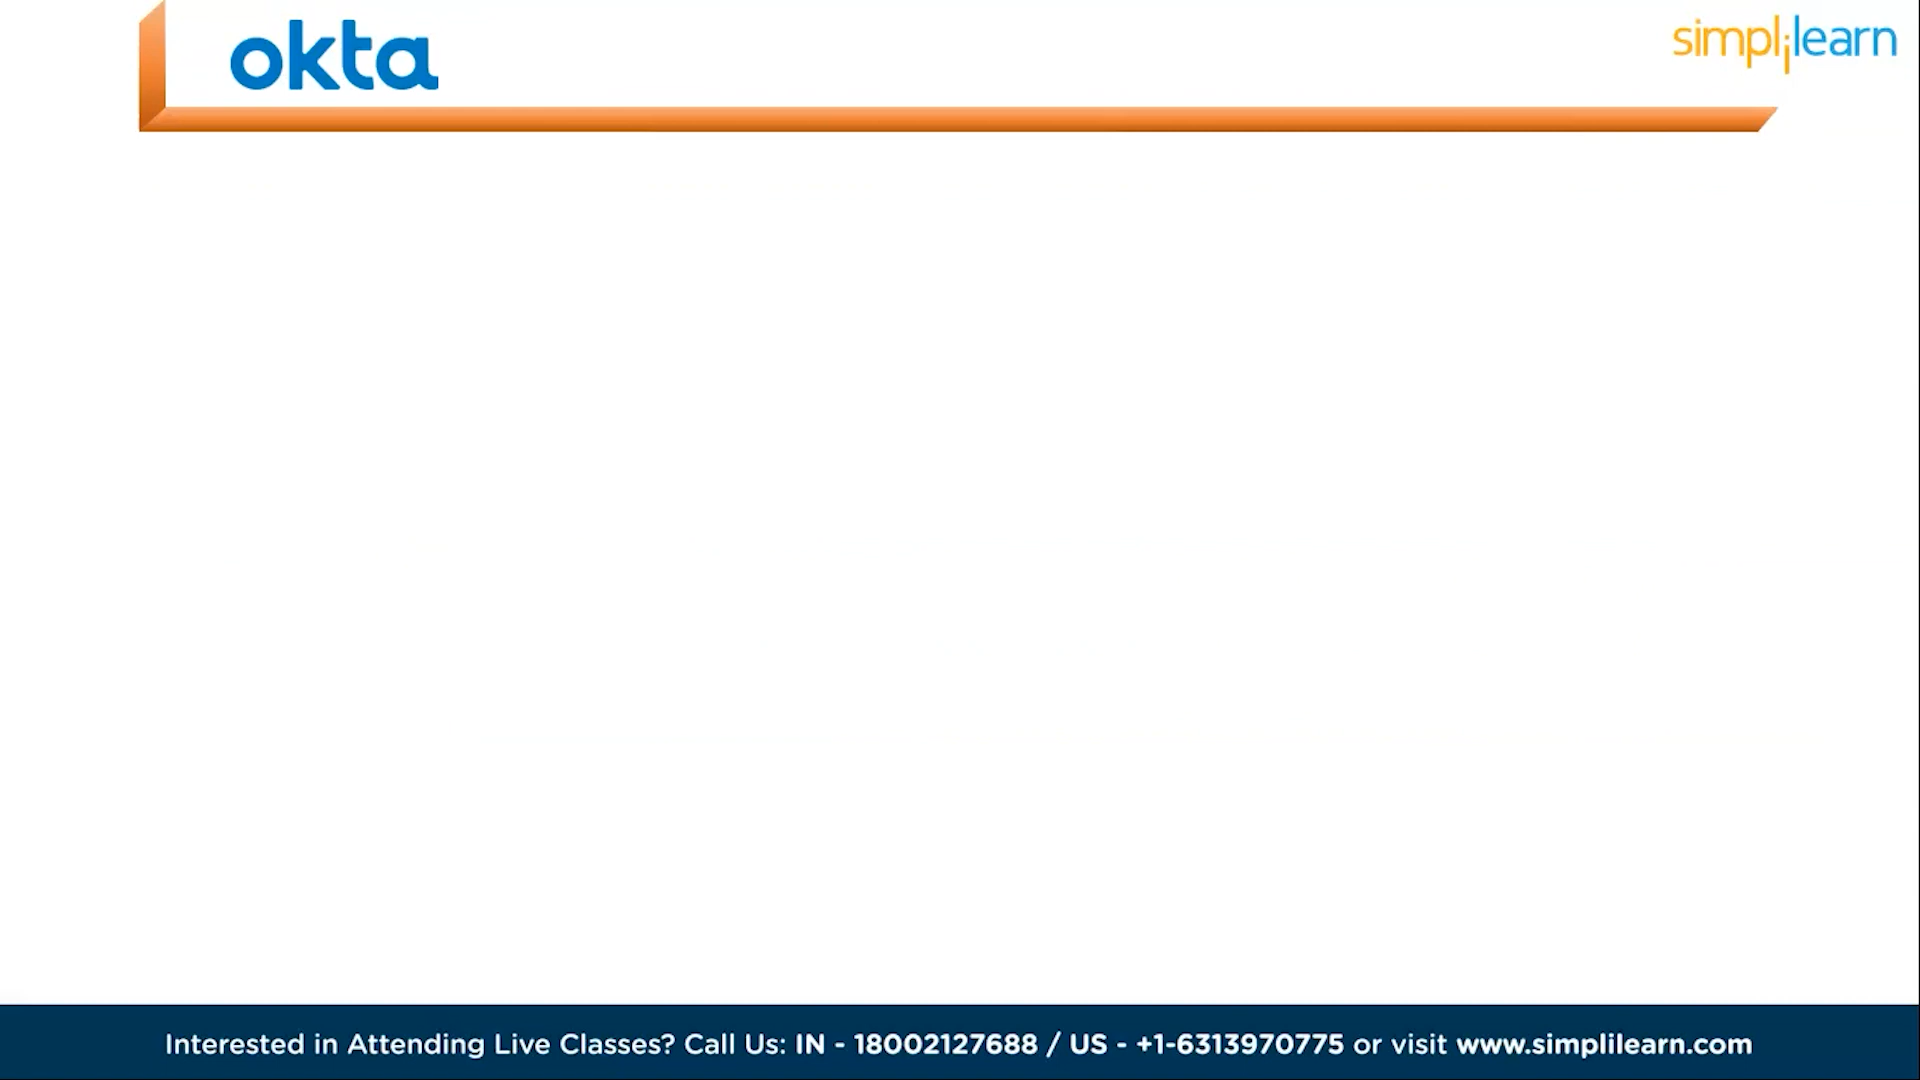 okta
simplilearn
Interested in Attending Live Classes? Call Us: IN - 18002127688 / US - +1-6313970775 or visit www.simplilearn.com